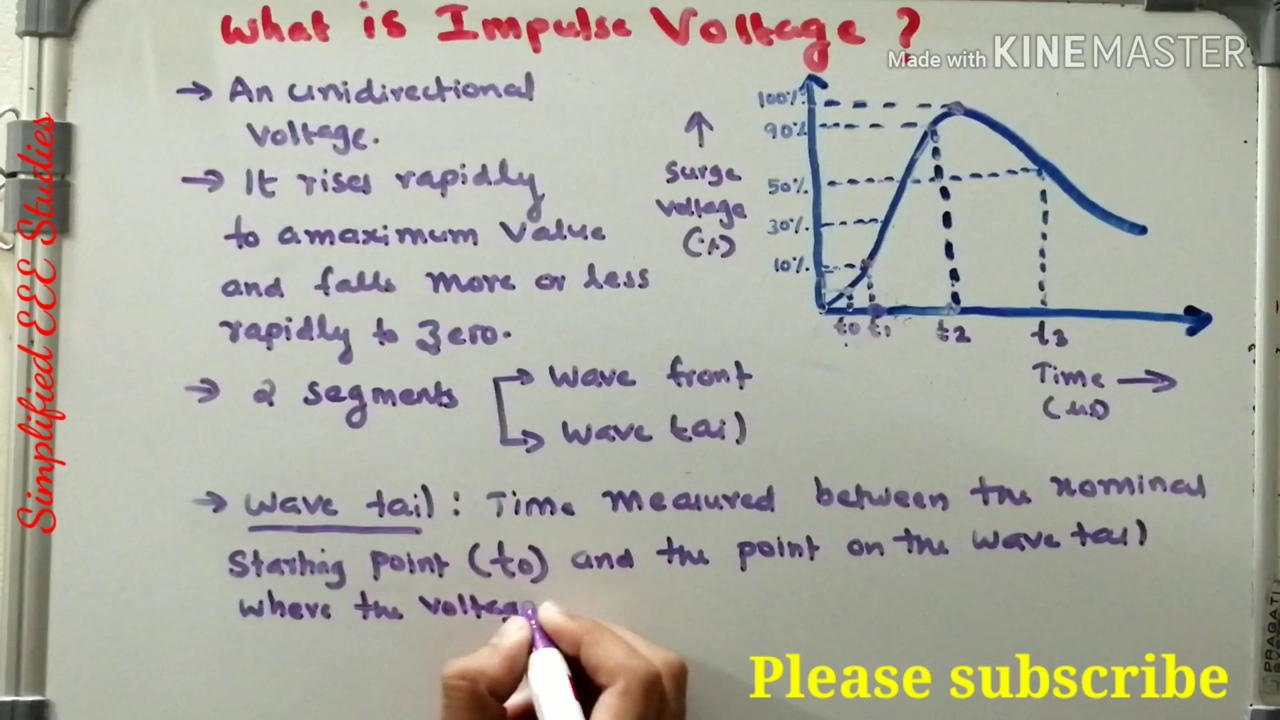 What is Impulse Voltage ?
Made with KINEMASTER
Simplified EEE Studies
→ An unidirectional
voltage.
→ It rises rapidly
to a maximum value
and falls more or less
rapidly to zero.
→ 2 segments
→ Wave front
→ Wave tail
↑
Surge
voltage
(%)
100%
90%
50%
30%
10%
t0 t1 t2 t3
Time →
(μs)
→ Wave tail : Time measured between the nominal
Starting point (t0) and the point on the wave tail
where the voltage
Please subscribe
PRAGATI